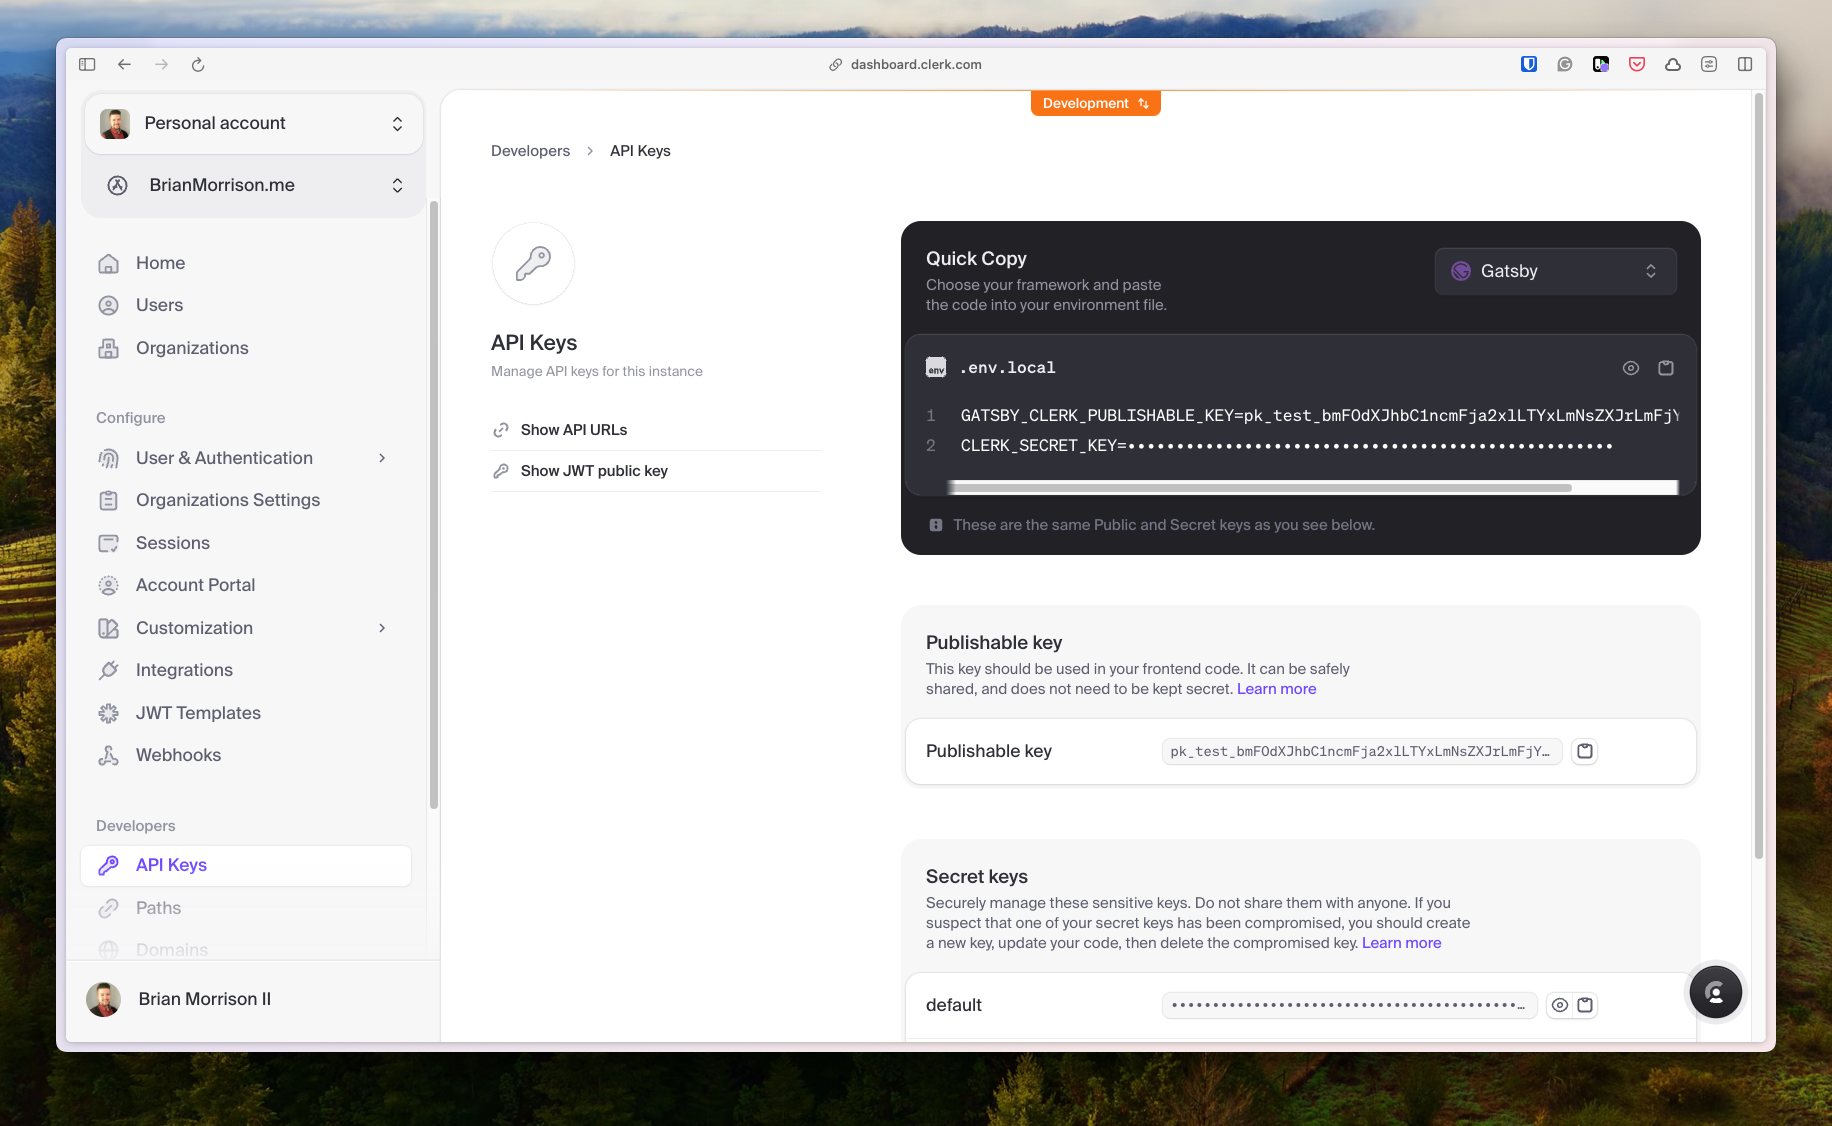 dashboard.clerk.com
Personal account
BrianMorrison.me
Home
Users
Organizations
Configure
User & Authentication
Organizations Settings
Sessions
Account Portal
Customization
Integrations
JWT Templates
Webhooks
Developers
API Keys
Paths
Domains
Brian Morrison II
Development
Developers > API Keys
API Keys
Manage API keys for this instance
Show API URLs
Show JWT public key
Quick Copy
Choose your framework and paste
the code into your environment file.
Gatsby
env .env.local
1 GATSBY_CLERK_PUBLISHABLE_KEY=pk_test_bmFOdXJhbC1ncmFja2xlLTYxLmNsZXJrLmFjY
2 CLERK_SECRET_KEY=••••••••••••••••••••••••••••••••••••••••••••••••••
These are the same Public and Secret keys as you see below.
Publishable key
This key should be used in your frontend code. It can be safely
shared, and does not need to be kept secret. Learn more
Publishable key pk_test_bmFOdXJhbC1ncmFja2xlLTYxLmNsZXJrLmFjY…
Secret keys
Securely manage these sensitive keys. Do not share them with anyone. If you
suspect that one of your secret keys has been compromised, you should create
a new key, update your code, then delete the compromised key. Learn more
default ••••••••••••••••••••••••••••••••••••••••••…